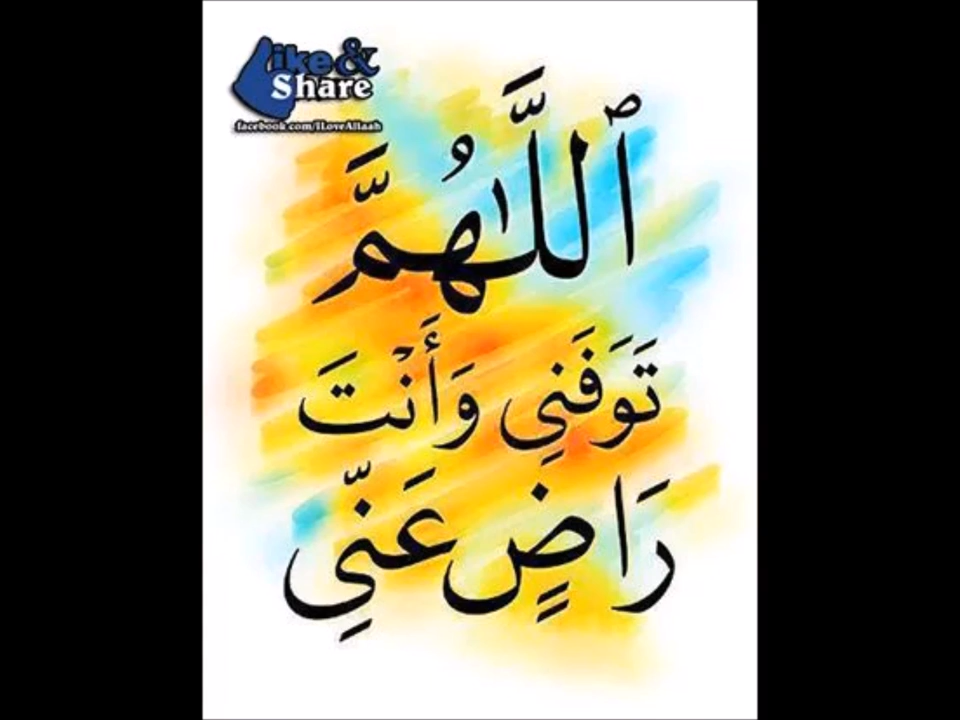 Like &
Share
facebook.com/ILoveAllaah
ٱللَّٰهُمَّ
تَوَفَنِي وَأَنْتَ
رَاضٍ عَنِّي